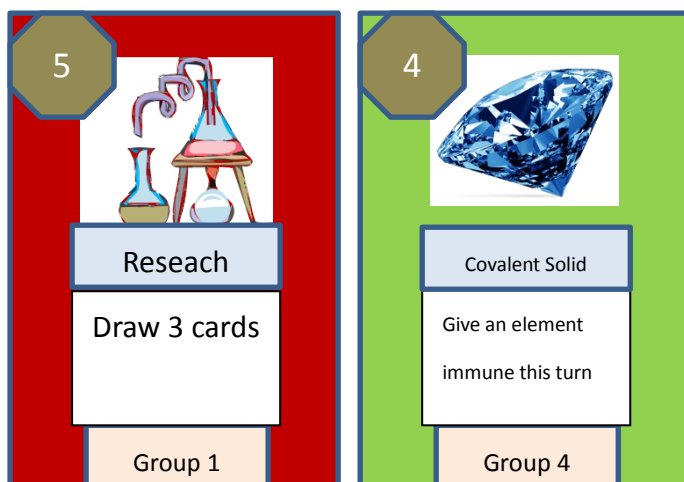 5
Reseach
Draw 3 cards
Group 1
4
Covalent Solid
Give an element
immune this turn
Group 4